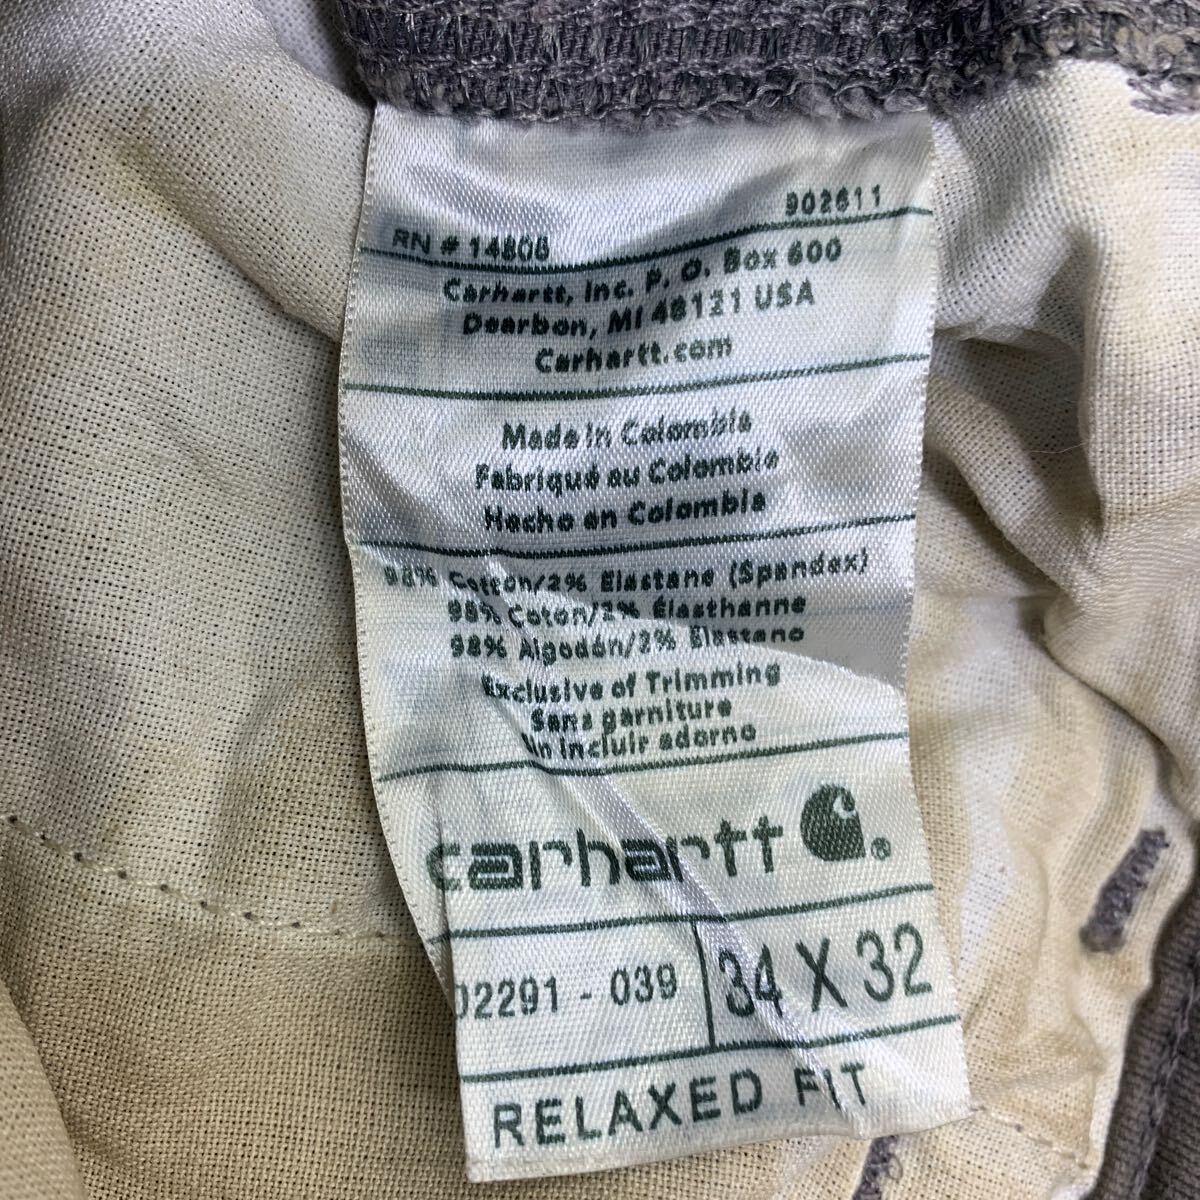 902611
RN # 14806
Carhartt, Inc. P. O. Box 600
Dearborn, MI 48121 USA
Carhartt.com
Made in Colombia
Fabriqué au Colombie
Hecho en Colombia
98% Cotton/2% Elastane (Spandex)
98% Coton/2% Élasthanne
98% Algodón/2% Elastano
Exclusive of Trimming
Sans garniture
Sin incluir adorno
carhartt ®
02291 - 039
34 X 32
RELAXED FIT